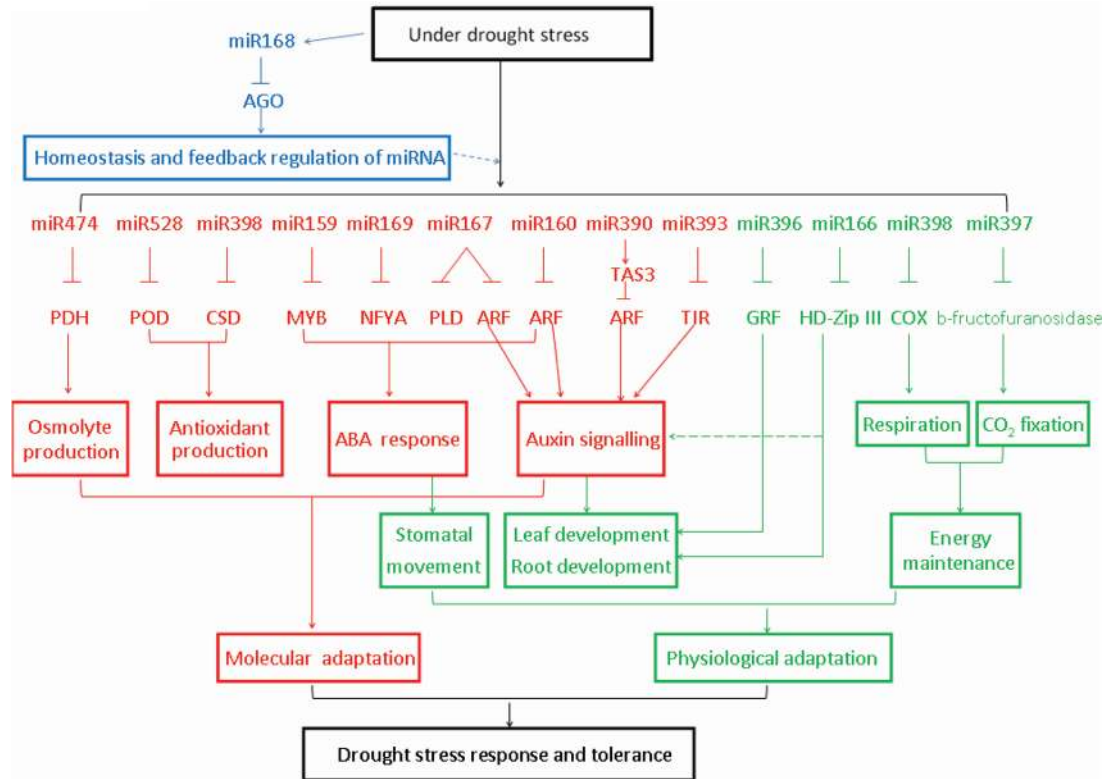 Under drought stress
miR168
AGO
Homeostasis and feedback regulation of miRNA
miR474 miR528 miR398 miR159 miR169 miR167 miR160 miR390 miR393 miR396 miR166 miR398 miR397
TAS3
PDH POD CSD MYB NFYA PLD ARF ARF ARF TIR GRF HD-Zip III COX b-fructofuranosidase
Osmolyte
production
Antioxidant
production
ABA response
Auxin signalling
Respiration
CO₂ fixation
Stomatal
movement
Leaf development
Root development
Energy
maintenance
Molecular adaptation
Physiological adaptation
Drought stress response and tolerance